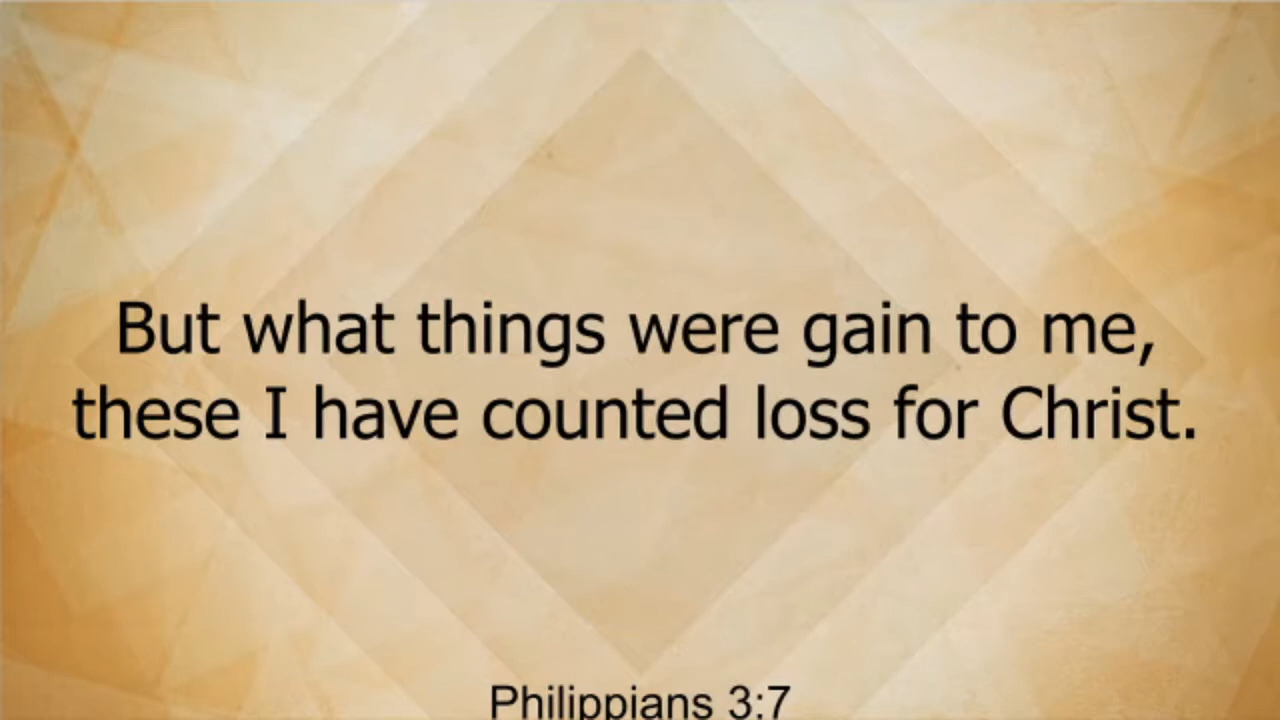 But what things were gain to me,
these I have counted loss for Christ.
Philippians 3:7